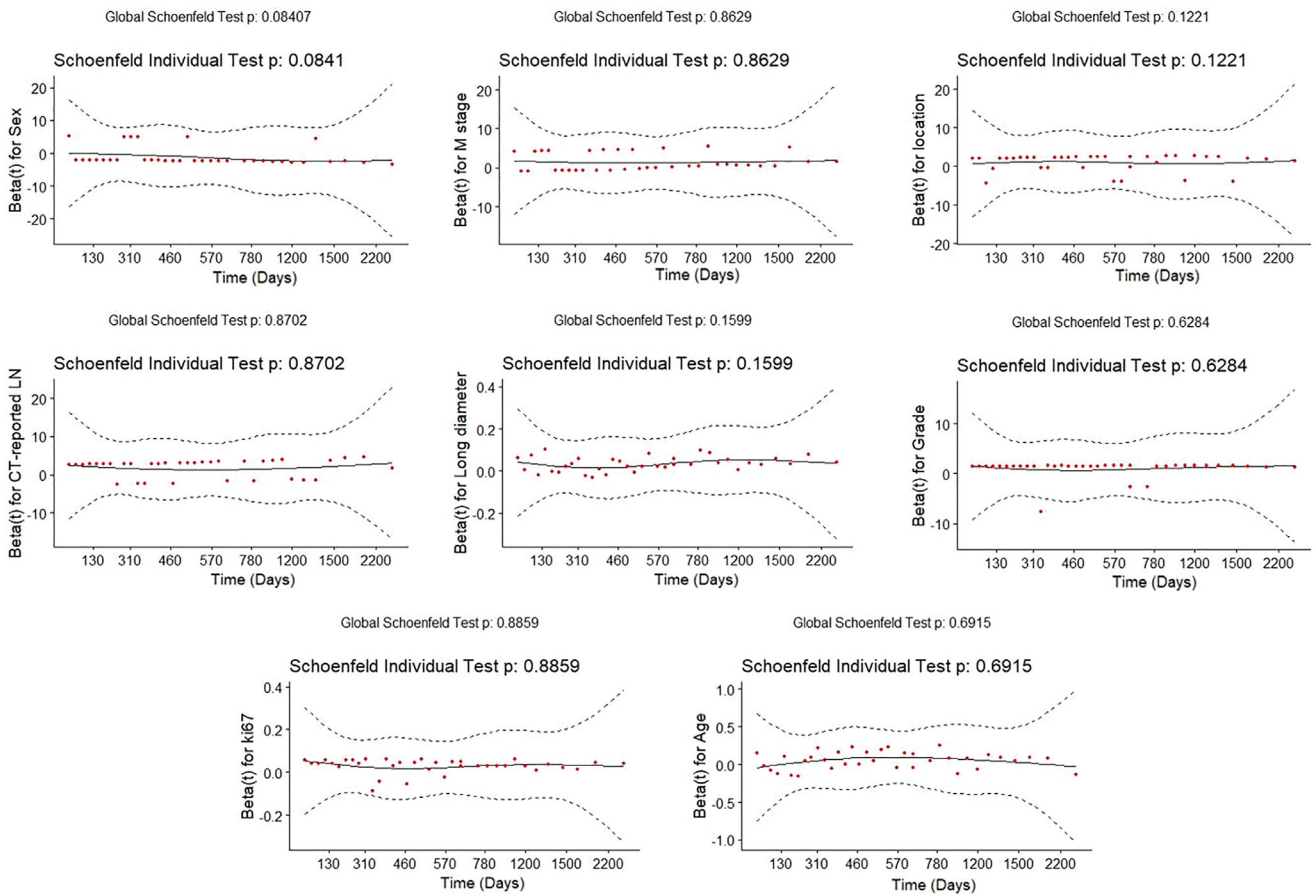 Global Schoenfeld Test p: 0.08407
Schoenfeld Individual Test p: 0.0841
Beta(t) for Sex
20
10
0
-10
-20
130 310 460 570 780 1200 1500 2200
Time (Days)
Global Schoenfeld Test p: 0.8629
Schoenfeld Individual Test p: 0.8629
Beta(t) for M stage
20
10
0
-10
130 310 460 570 780 1200 1500 2200
Time (Days)
Global Schoenfeld Test p: 0.1221
Schoenfeld Individual Test p: 0.1221
Beta(t) for location
20
10
0
-10
-20
130 310 460 570 780 1200 1500 2200
Time (Days)
Global Schoenfeld Test p: 0.8702
Schoenfeld Individual Test p: 0.8702
Beta(t) for CT-reported LN
20
10
0
-10
130 310 460 570 780 1200 1500 2200
Time (Days)
Global Schoenfeld Test p: 0.1599
Schoenfeld Individual Test p: 0.1599
Beta(t) for Long diameter
0.4
0.2
0.0
-0.2
130 310 460 570 780 1200 1500 2200
Time (Days)
Global Schoenfeld Test p: 0.6284
Schoenfeld Individual Test p: 0.6284
Beta(t) for Grade
10
0
-10
130 310 460 570 780 1200 1500 2200
Time (Days)
Global Schoenfeld Test p: 0.8859
Schoenfeld Individual Test p: 0.8859
Beta(t) for ki67
0.4
0.2
0.0
-0.2
130 310 460 570 780 1200 1500 2200
Time (Days)
Global Schoenfeld Test p: 0.6915
Schoenfeld Individual Test p: 0.6915
Beta(t) for Age
1.0
0.5
0.0
-0.5
-1.0
130 310 460 570 780 1200 1500 2200
Time (Days)